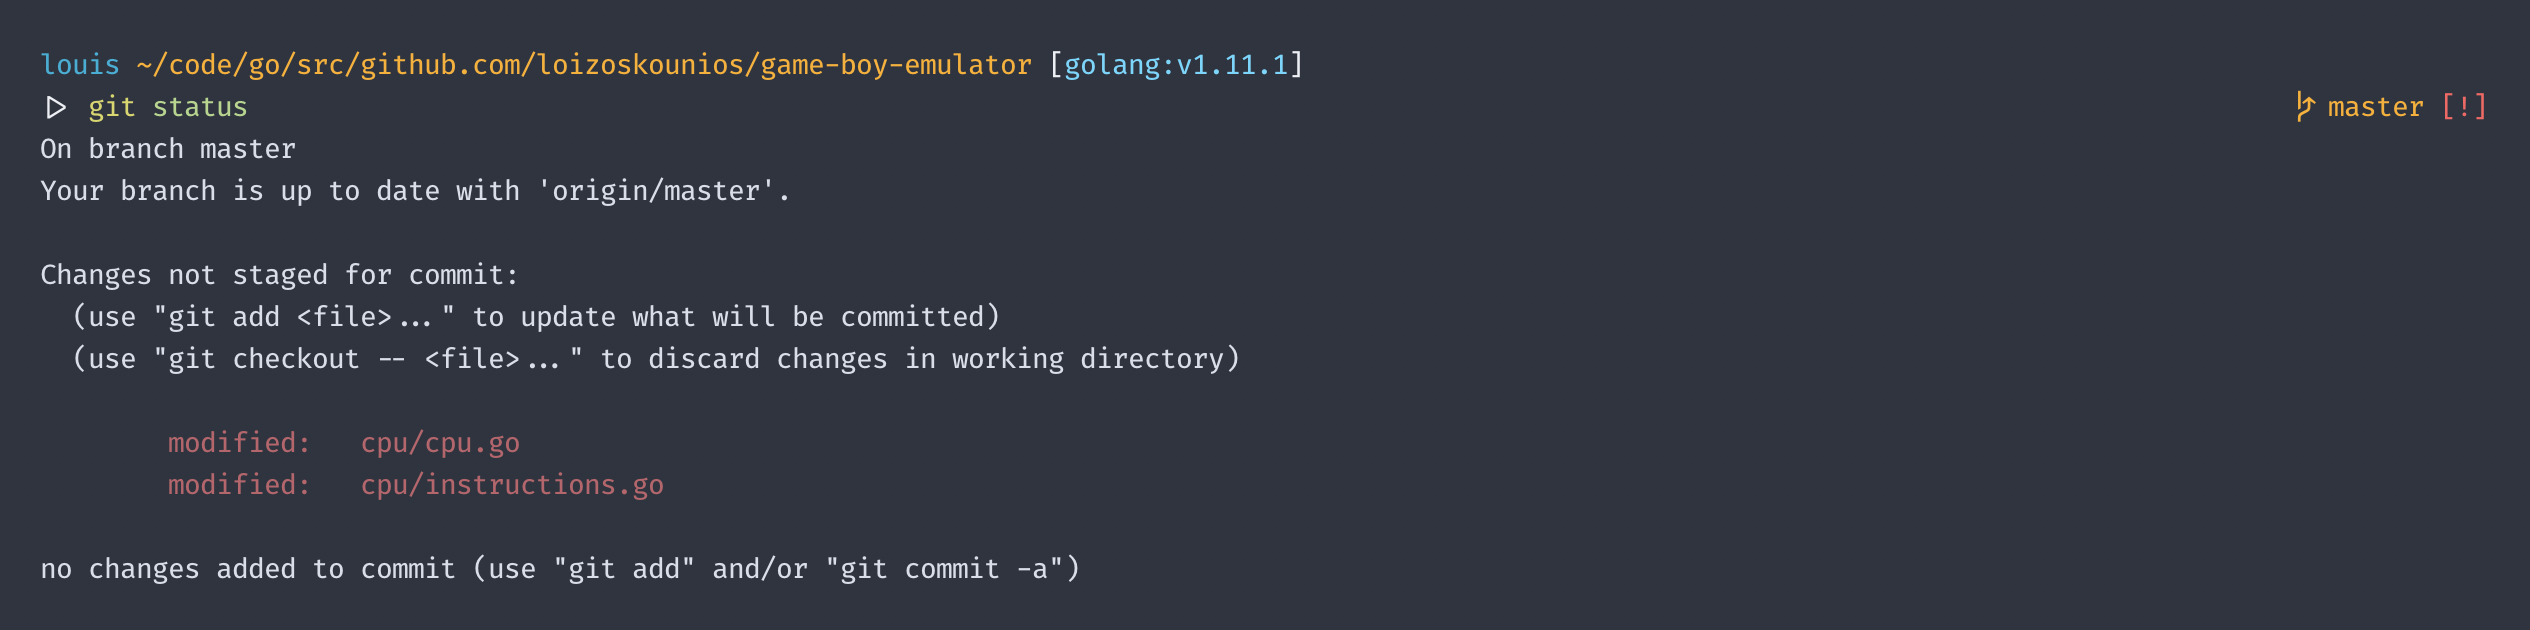 louis ~/code/go/src/github.com/loizoskounios/game-boy-emulator [golang:v1.11.1]
▷ git status master [!]
On branch master
Your branch is up to date with 'origin/master'.
Changes not staged for commit:
(use "git add <file>..." to update what will be committed)
(use "git checkout -- <file>..." to discard changes in working directory)
modified: cpu/cpu.go
modified: cpu/instructions.go
no changes added to commit (use "git add" and/or "git commit -a")